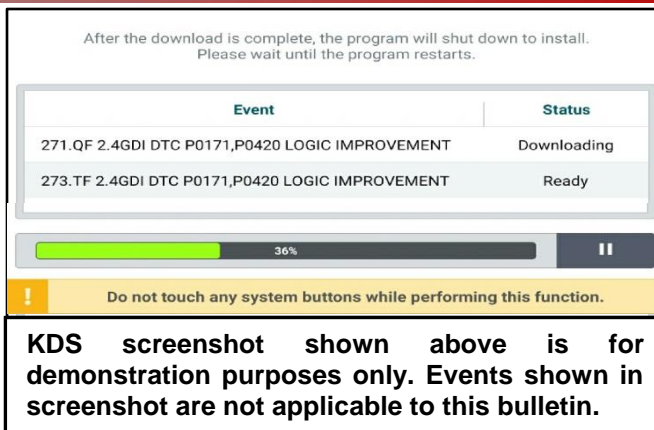 After the download is complete, the program will shut down to install.
Please wait until the program restarts.
Event Status
271.QF 2.4GDI DTC P0171,P0420 LOGIC IMPROVEMENT Downloading
273.TF 2.4GDI DTC P0171,P0420 LOGIC IMPROVEMENT Ready
36%
! Do not touch any system buttons while performing this function.
KDS screenshot shown above is for
demonstration purposes only. Events shown in
screenshot are not applicable to this bulletin.